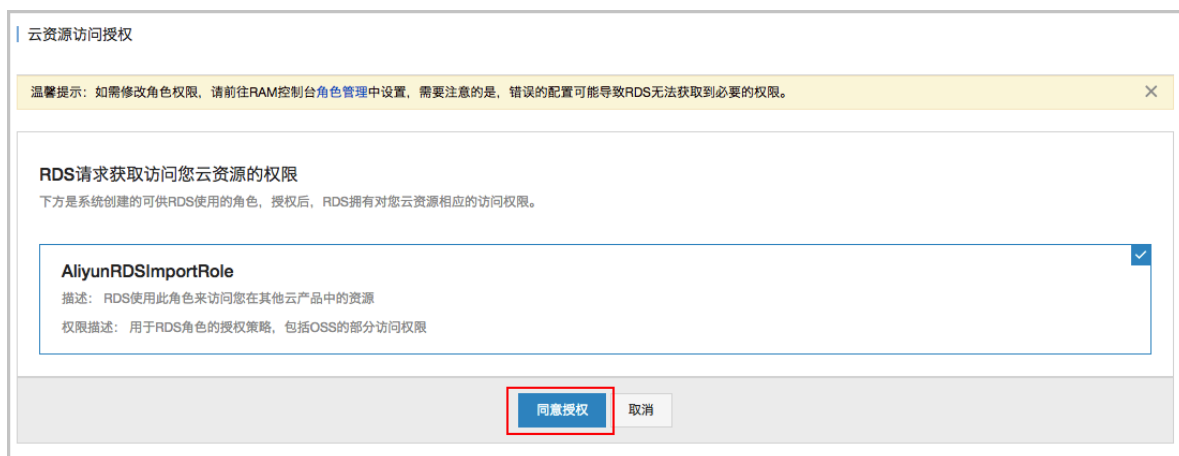 云资源访问授权
温馨提示：如需修改角色权限，请前往RAM控制台角色管理中设置，需要注意的是，错误的配置可能导致RDS无法获取到必要的权限。
RDS请求获取访问您云资源的权限
下方是系统创建的可供RDS使用的角色，授权后，RDS拥有对您云资源相应的访问权限。
AliyunRDSImportRole
描述： RDS使用此角色来访问您在其他云产品中的资源
权限描述： 用于RDS角色的授权策略，包括OSS的部分访问权限
同意授权 取消